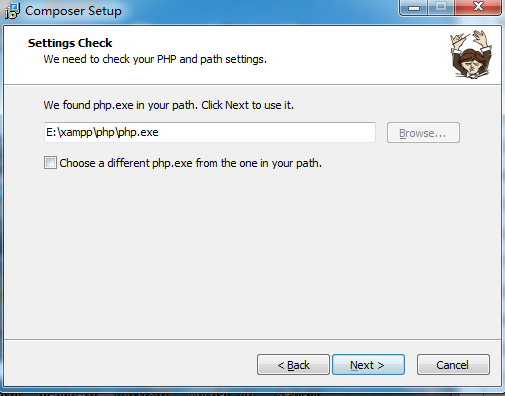 Composer Setup
Settings Check
We need to check your PHP and path settings.
We found php.exe in your path. Click Next to use it.
E:\xampp\php\php.exe
Browse...
Choose a different php.exe from the one in your path.
< Back
Next >
Cancel